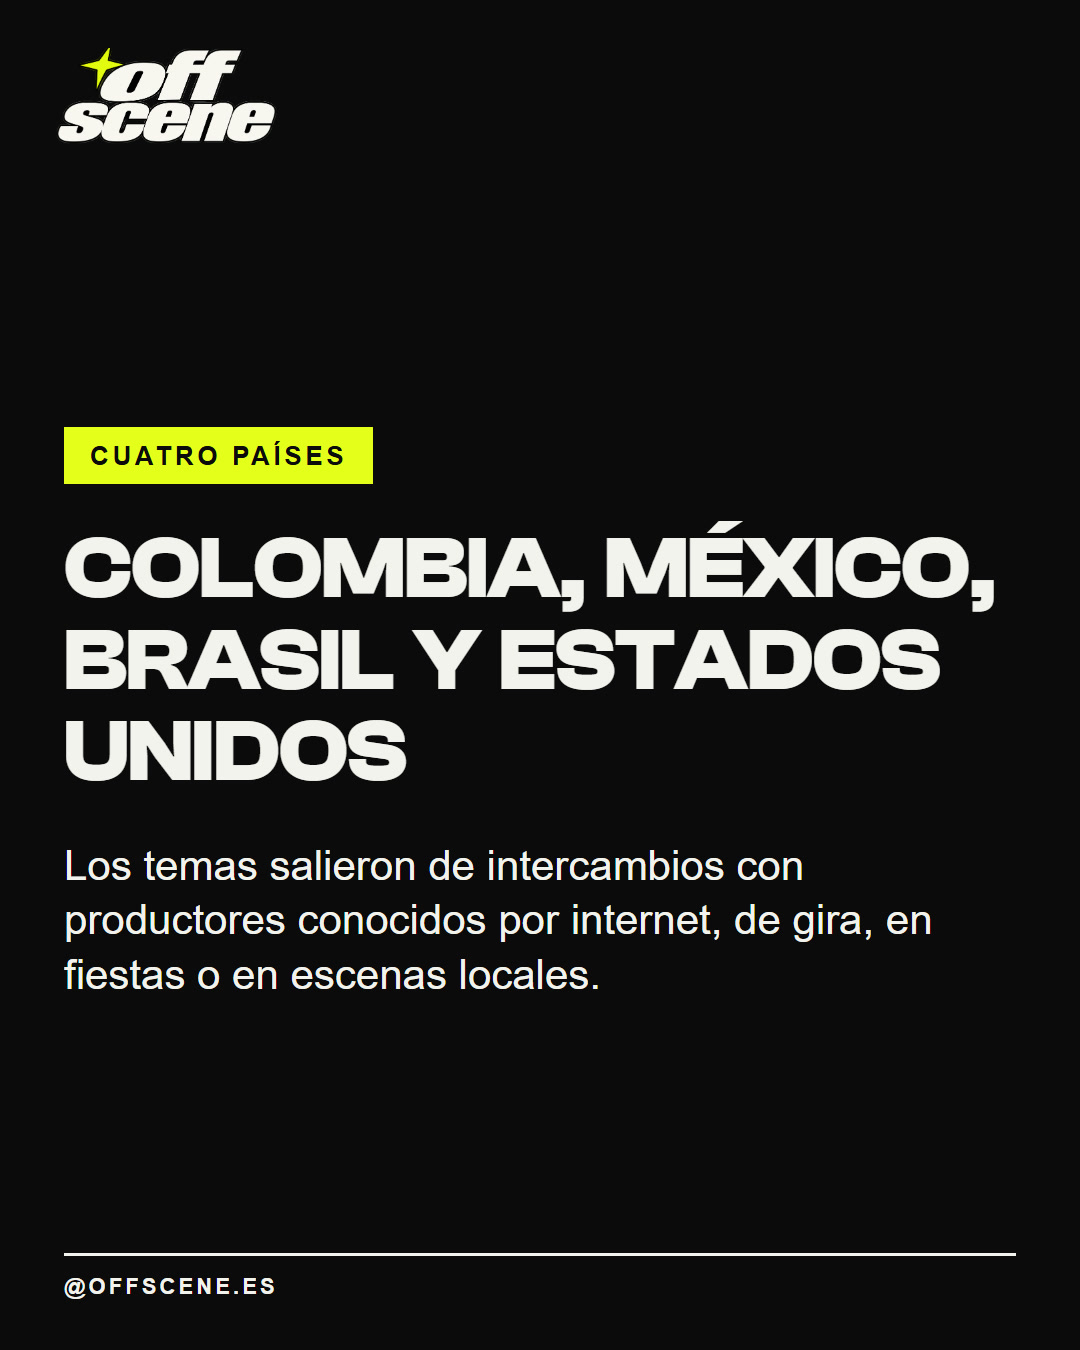 off
scene
CUATRO PAÍSES
COLOMBIA, MÉXICO,
BRASIL Y ESTADOS
UNIDOS
Los temas salieron de intercambios con
productores conocidos por internet, de gira, en
fiestas o en escenas locales.
@OFFSCENE.ES